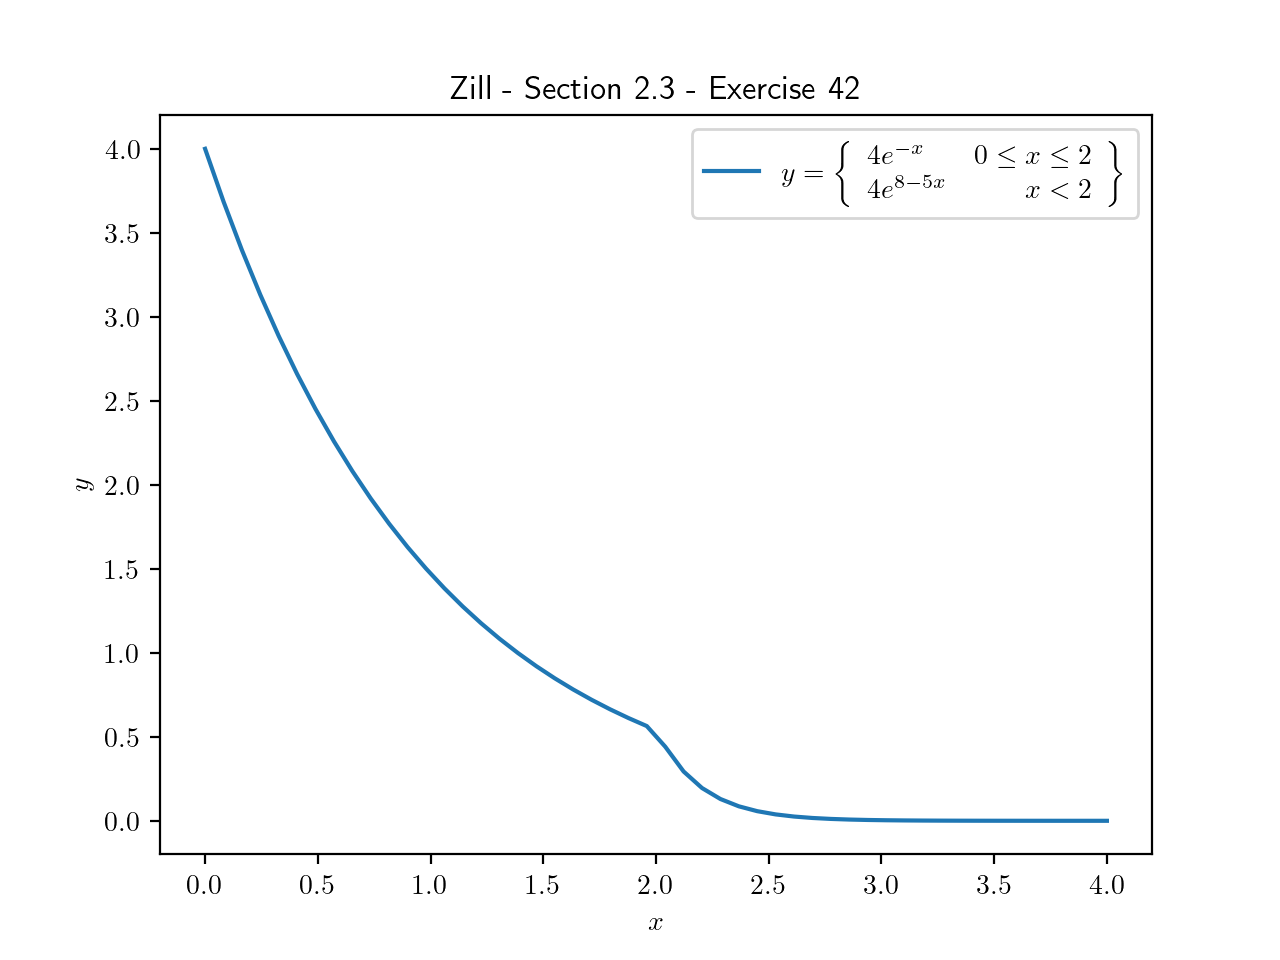 Zill - Section 2.3 - Exercise 42
y = { 4e^{-x} 0 ≤ x ≤ 2
4e^{8-5x} x < 2 }
4.0
3.5
3.0
2.5
2.0
1.5
1.0
0.5
0.0
y
0.0 0.5 1.0 1.5 2.0 2.5 3.0 3.5 4.0
x